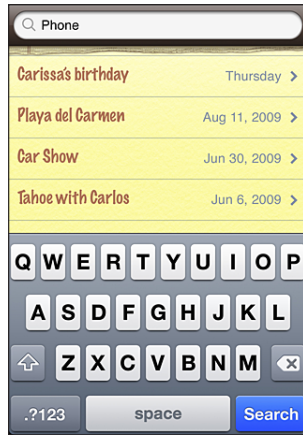 Phone
Carissa's birthday Thursday
Playa del Carmen Aug 11, 2009
Car Show Jun 30, 2009
Tahoe with Carlos Jun 6, 2009
Q W E R T Y U I O P
A S D F G H J K L
Z X C V B N M
.?123 space Search